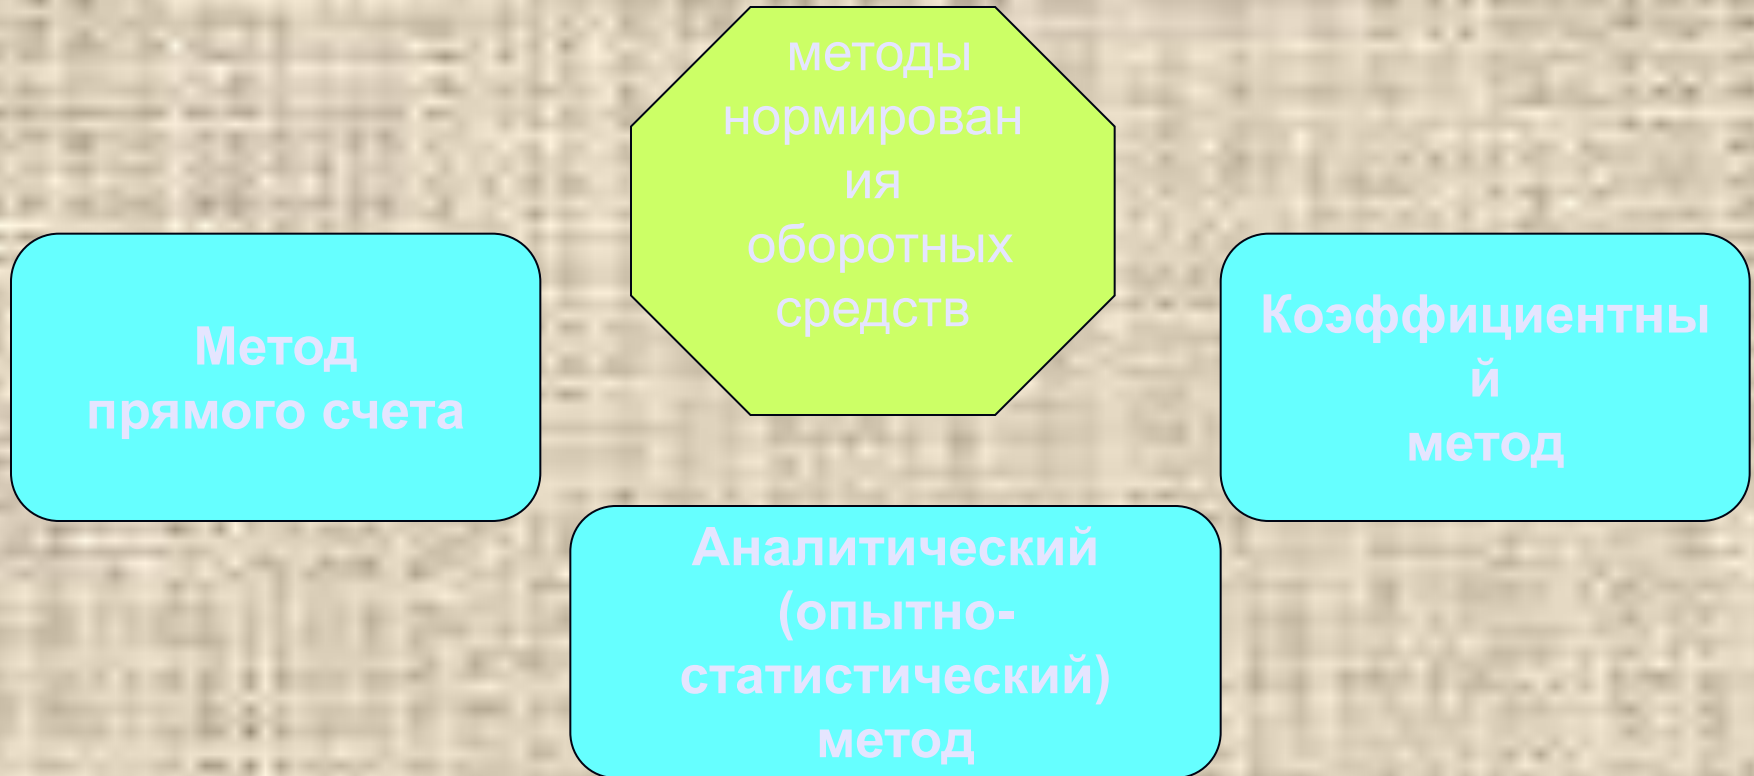 методы
нормирован
ия
оборотных
средств
Метод
прямого счета
Коэффициентны
й
метод
Аналитический
(опытно-
статистический)
метод